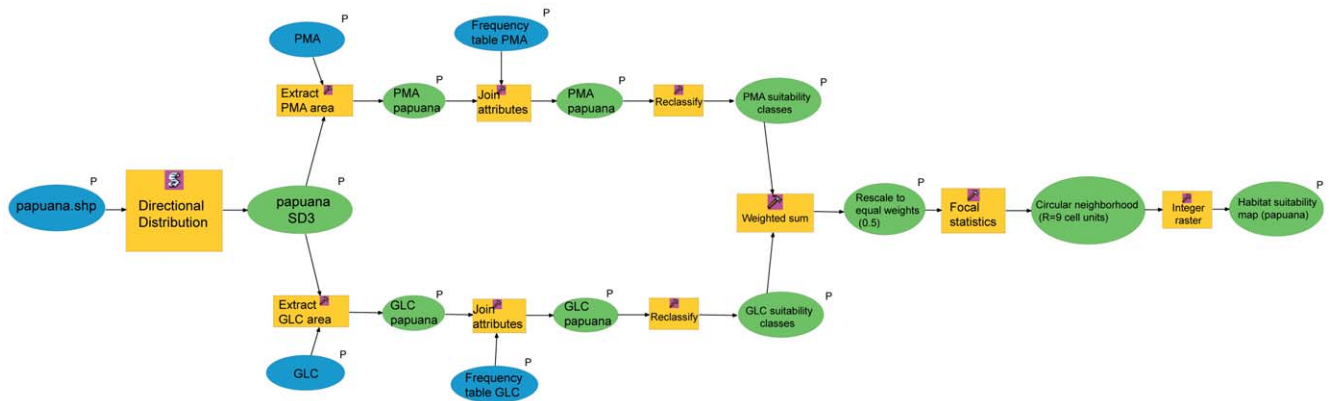 P
PMA
P
Frequency
table PMA
Extract
PMA area
P
PMA
papuana
Join
attributes
P
PMA
papuana
Reclassify
P
PMA suitability
classes
P
papuana.shp
Directional
Distribution
P
papuana
SD3
Weighted sum
P
Rescale to
equal weights
(0.5)
Focal
statistics
P
Circular neighborhood
(R=9 cell units)
Integer
raster
P
Habitat suitability
map (papuana)
Extract
GLC area
P
GLC
papuana
Join
attributes
P
GLC
papuana
Reclassify
P
GLC suitability
classes
P
GLC
P
Frequency
table GLC